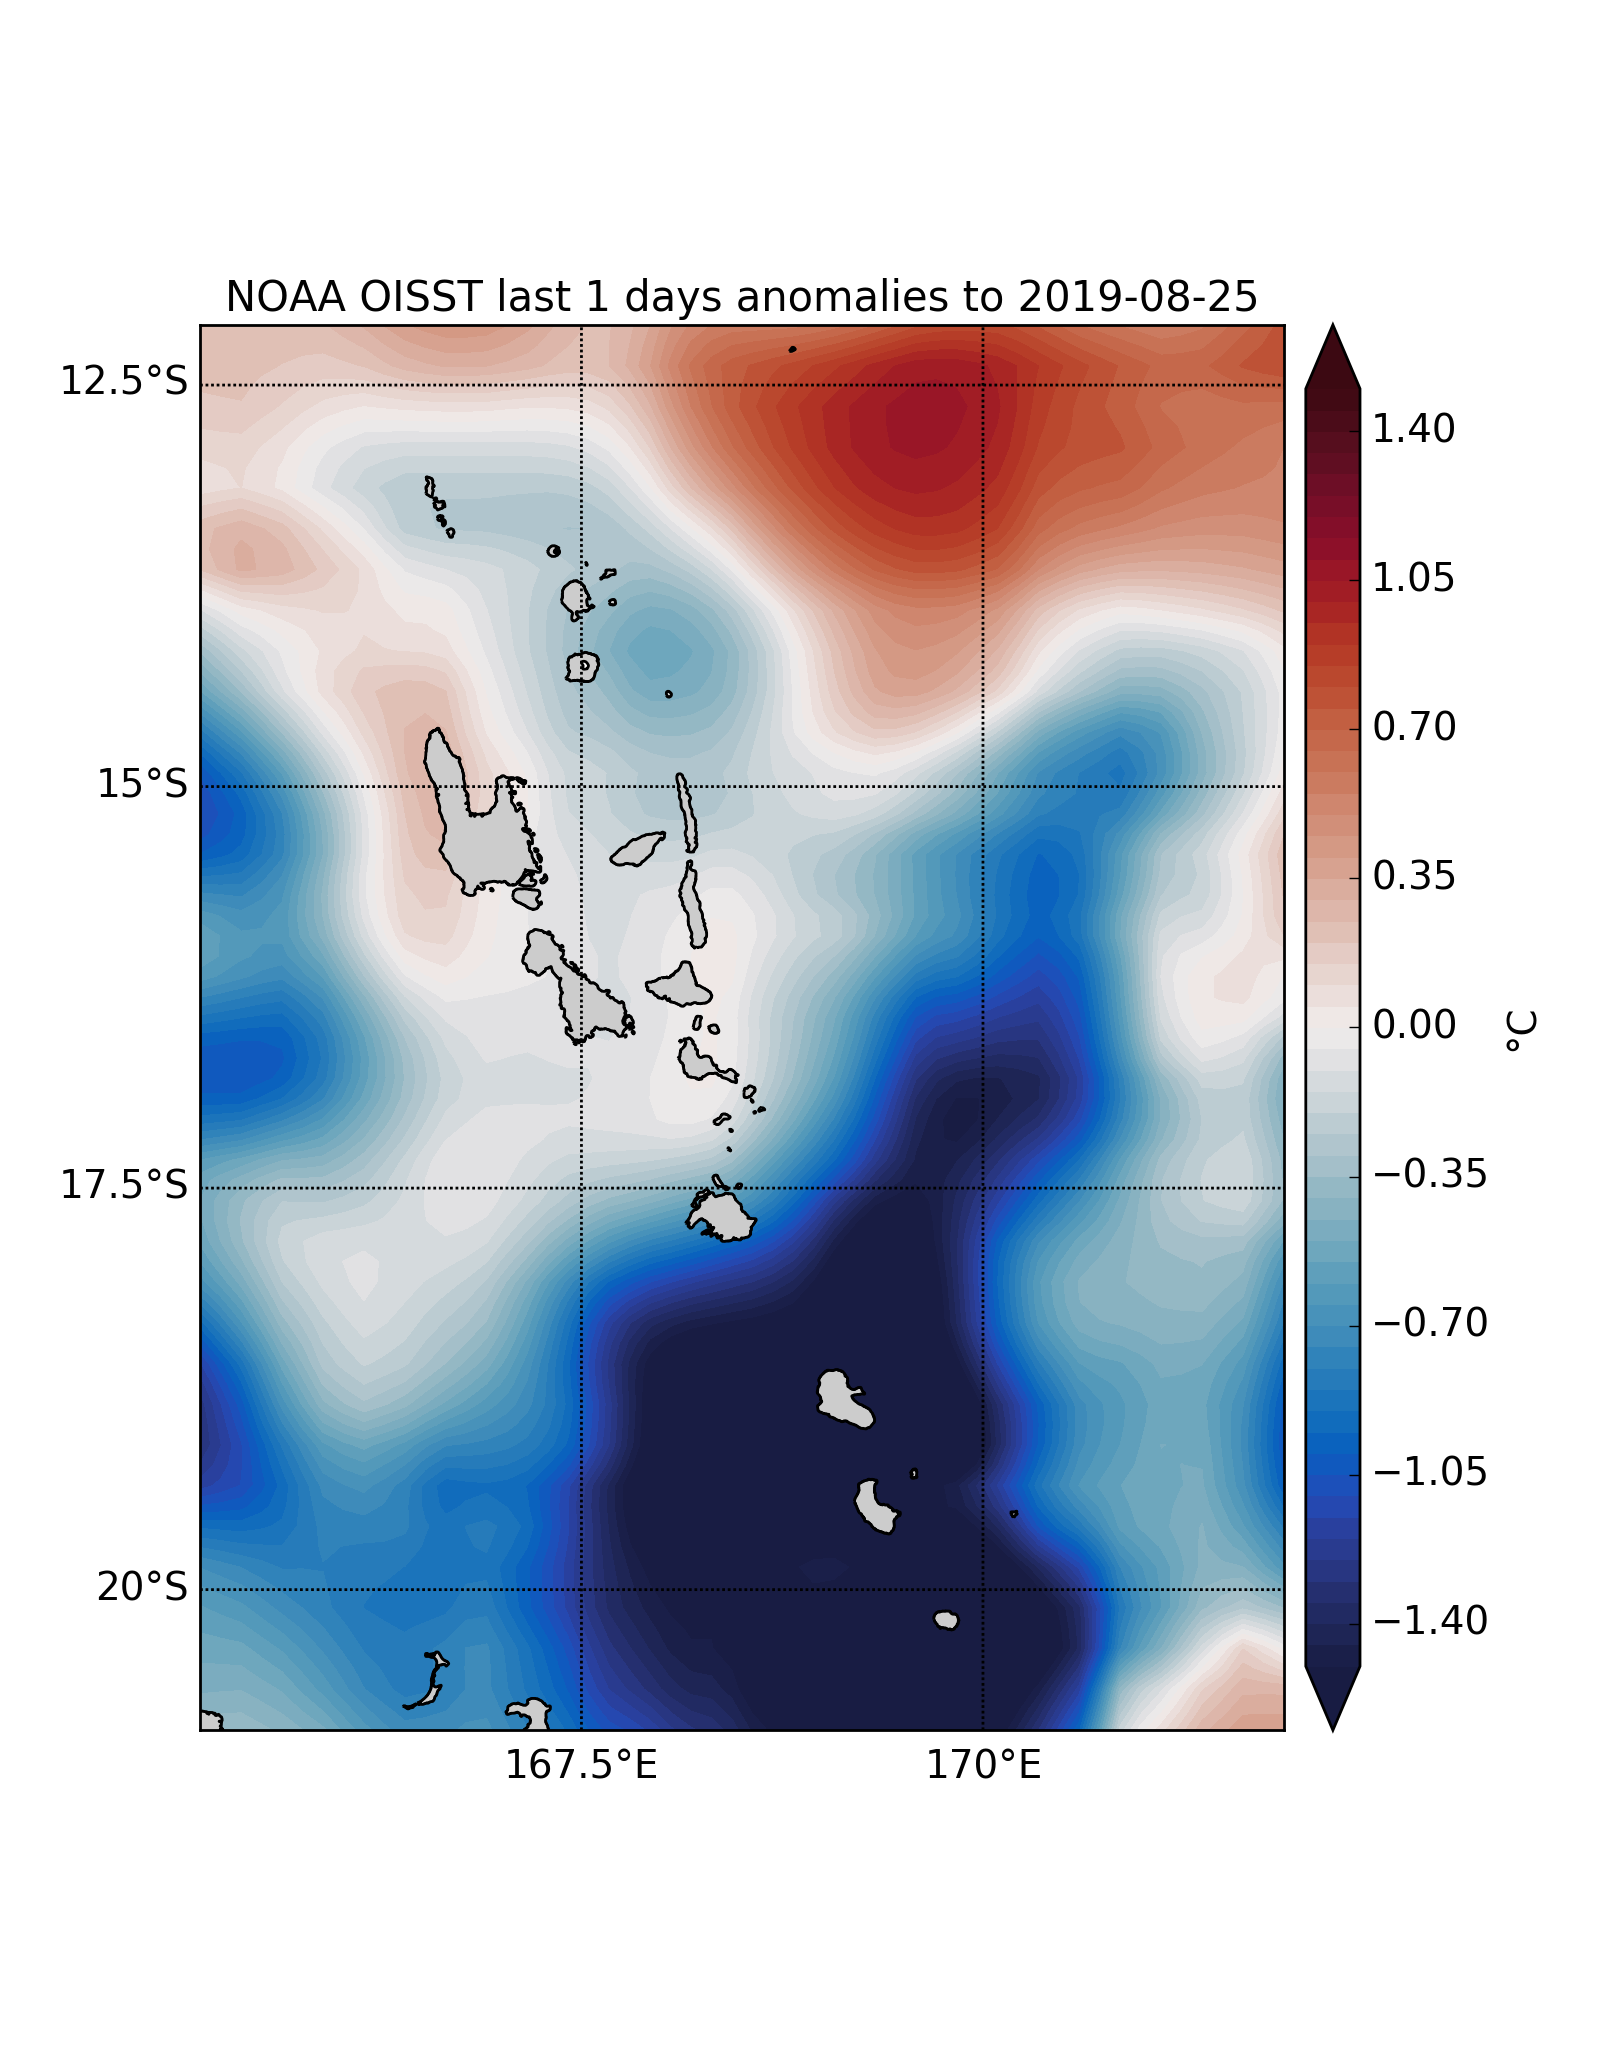 NOAA OISST last 1 days anomalies to 2019-08-25
12.5°S
15°S
17.5°S
20°S
167.5°E
170°E
1.40
1.05
0.70
0.35
0.00
−0.35
−0.70
−1.05
−1.40
°C